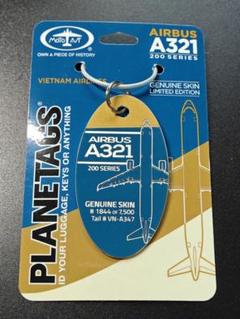 MotoArt
OWN A PIECE OF HISTORY
AIRBUS
A321
200 SERIES
VIETNAM AIRLINES
GENUINE SKIN
LIMITED EDITION
PLANETAGS
ID YOUR LUGGAGE, KEYS OR ANYTHING
AIRBUS
A321
200 SERIES
GENUINE SKIN
# 1844 or 7,500
Tail # VN-A347